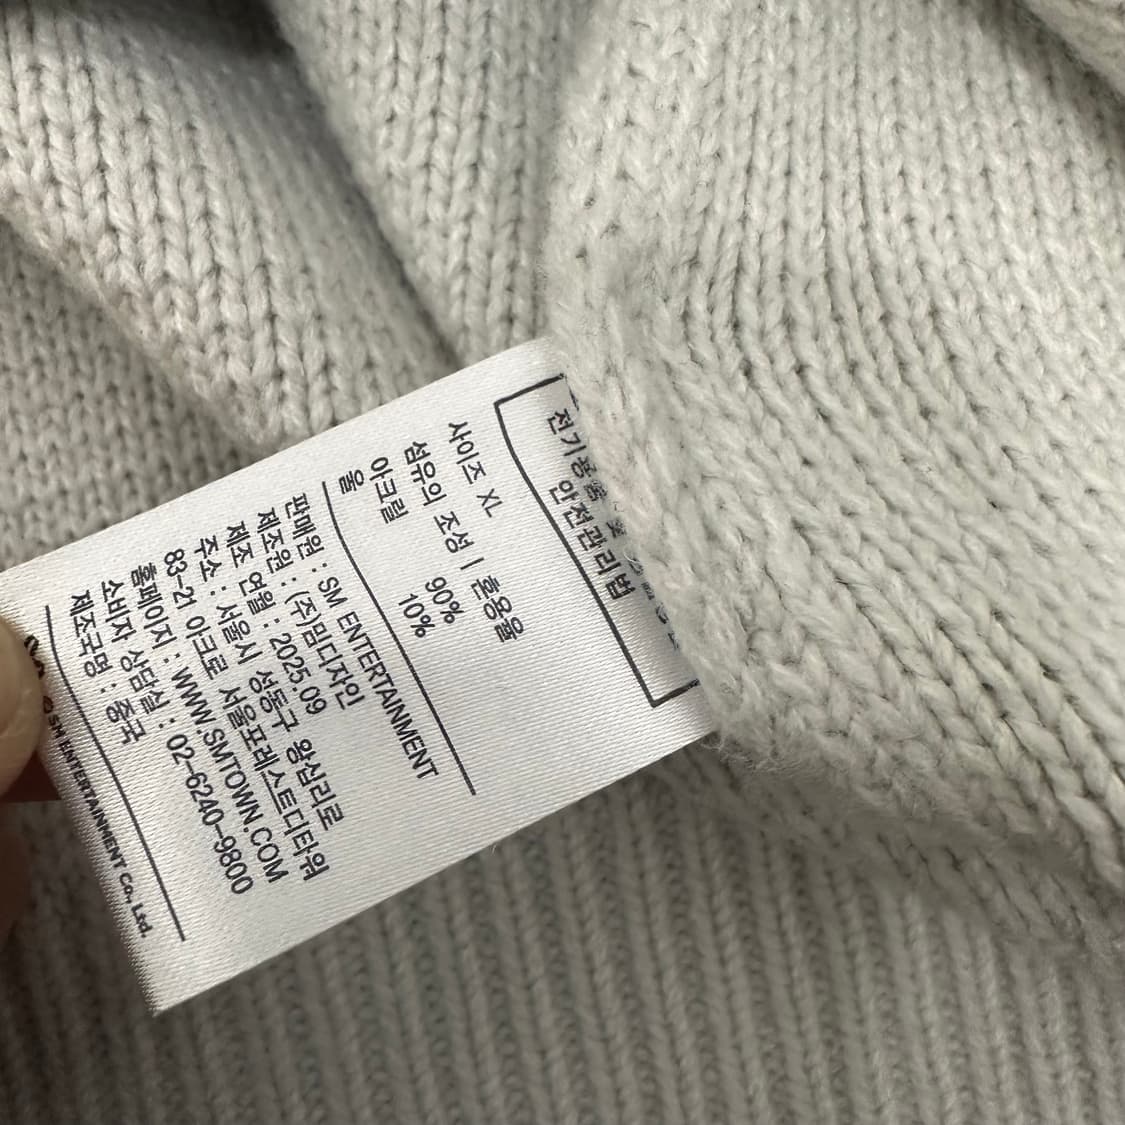 전기용품 및
안전관리법
사이즈 XL
섬유의 조성 | 혼용율
아크릴 90%
울 10%
판매원 : SM ENTERTAINMENT
제조원 : (주)밈디자인
제조 연월 : 2025.09
주소 : 서울시 성동구 왕십리로
83-21 아크로 서울포레스트디타워
홈페이지 : WWW.SMTOWN.COM
소비자 상담실 : 02-6240-9800
제조국명 : 중국
© SM ENTERTAINMENT Co., Ltd.